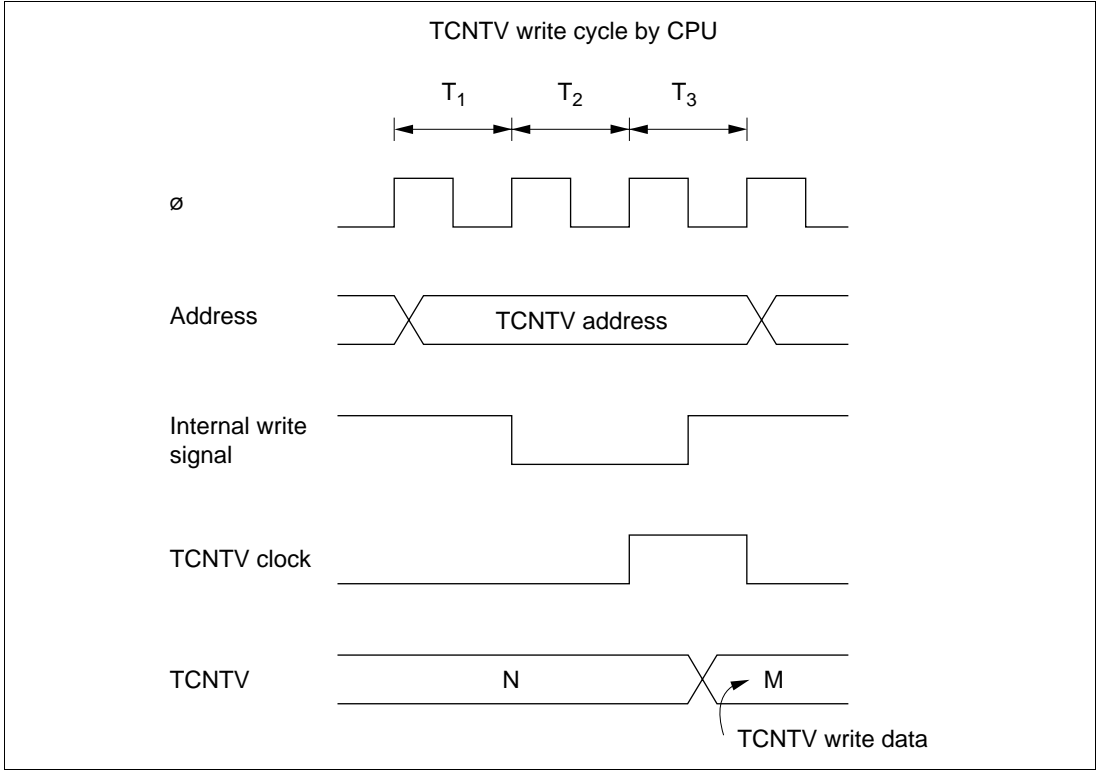 TCNTV write cycle by CPU
T₁ T₂ T₃
ø
Address
TCNTV address
Internal write
signal
TCNTV clock
TCNTV
N
M
TCNTV write data